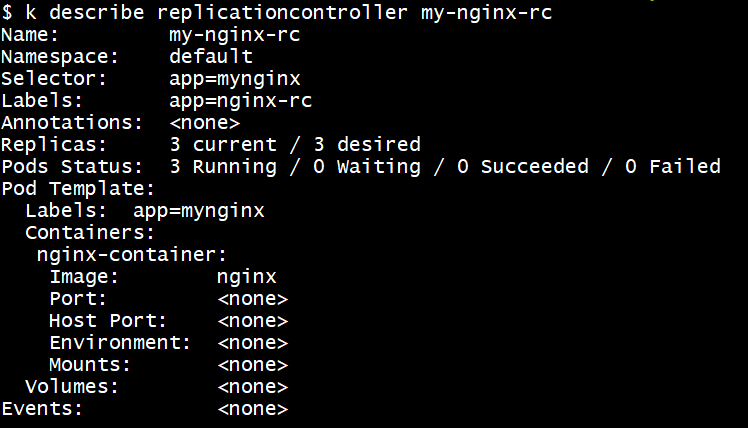 $ k describe replicationcontroller my-nginx-rc
Name:         my-nginx-rc
Namespace:    default
Selector:     app=mynginx
Labels:       app=nginx-rc
Annotations:  <none>
Replicas:     3 current / 3 desired
Pods Status:  3 Running / 0 Waiting / 0 Succeeded / 0 Failed
Pod Template:
  Labels:  app=mynginx
  Containers:
   nginx-container:
    Image:        nginx
    Port:         <none>
    Host Port:    <none>
    Environment:  <none>
    Mounts:       <none>
  Volumes:        <none>
Events:           <none>